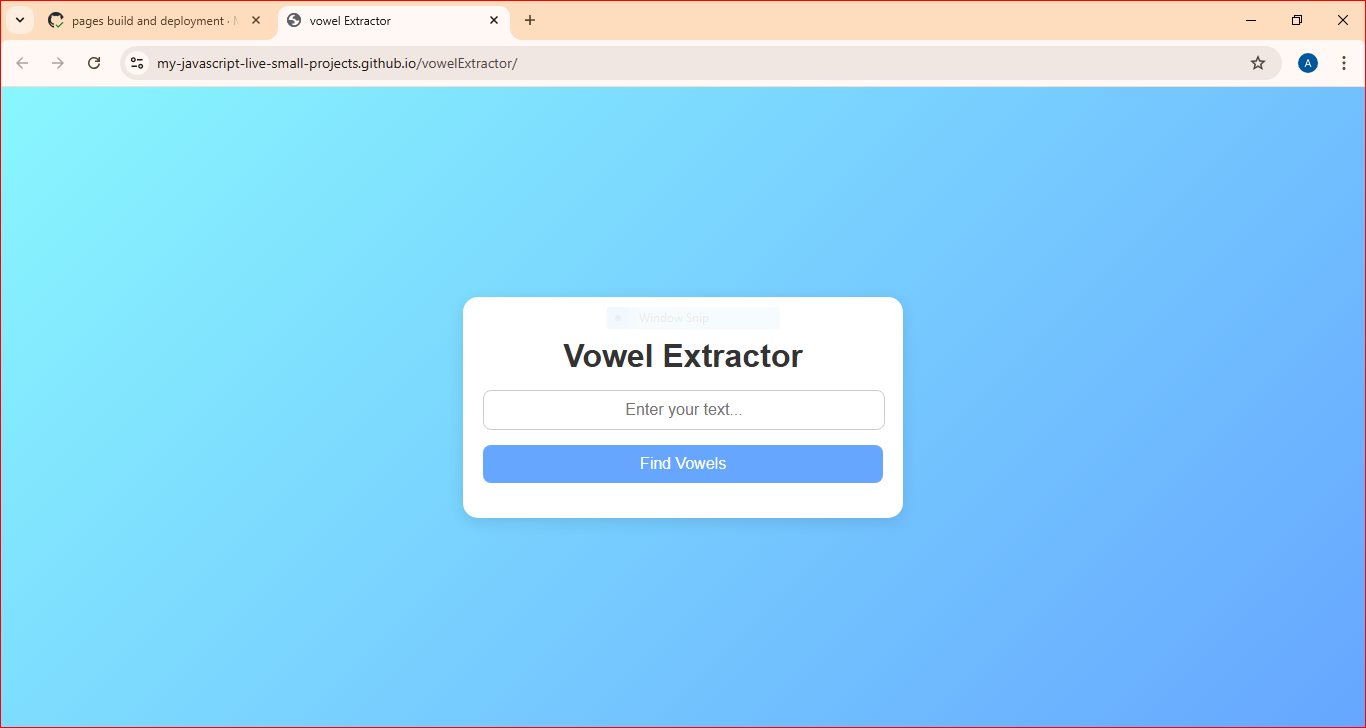 pages build and deployment ·
vowel Extractor
my-javascript-live-small-projects.github.io/vowelExtractor/
A
Window Snip
Vowel Extractor
Enter your text...
Find Vowels